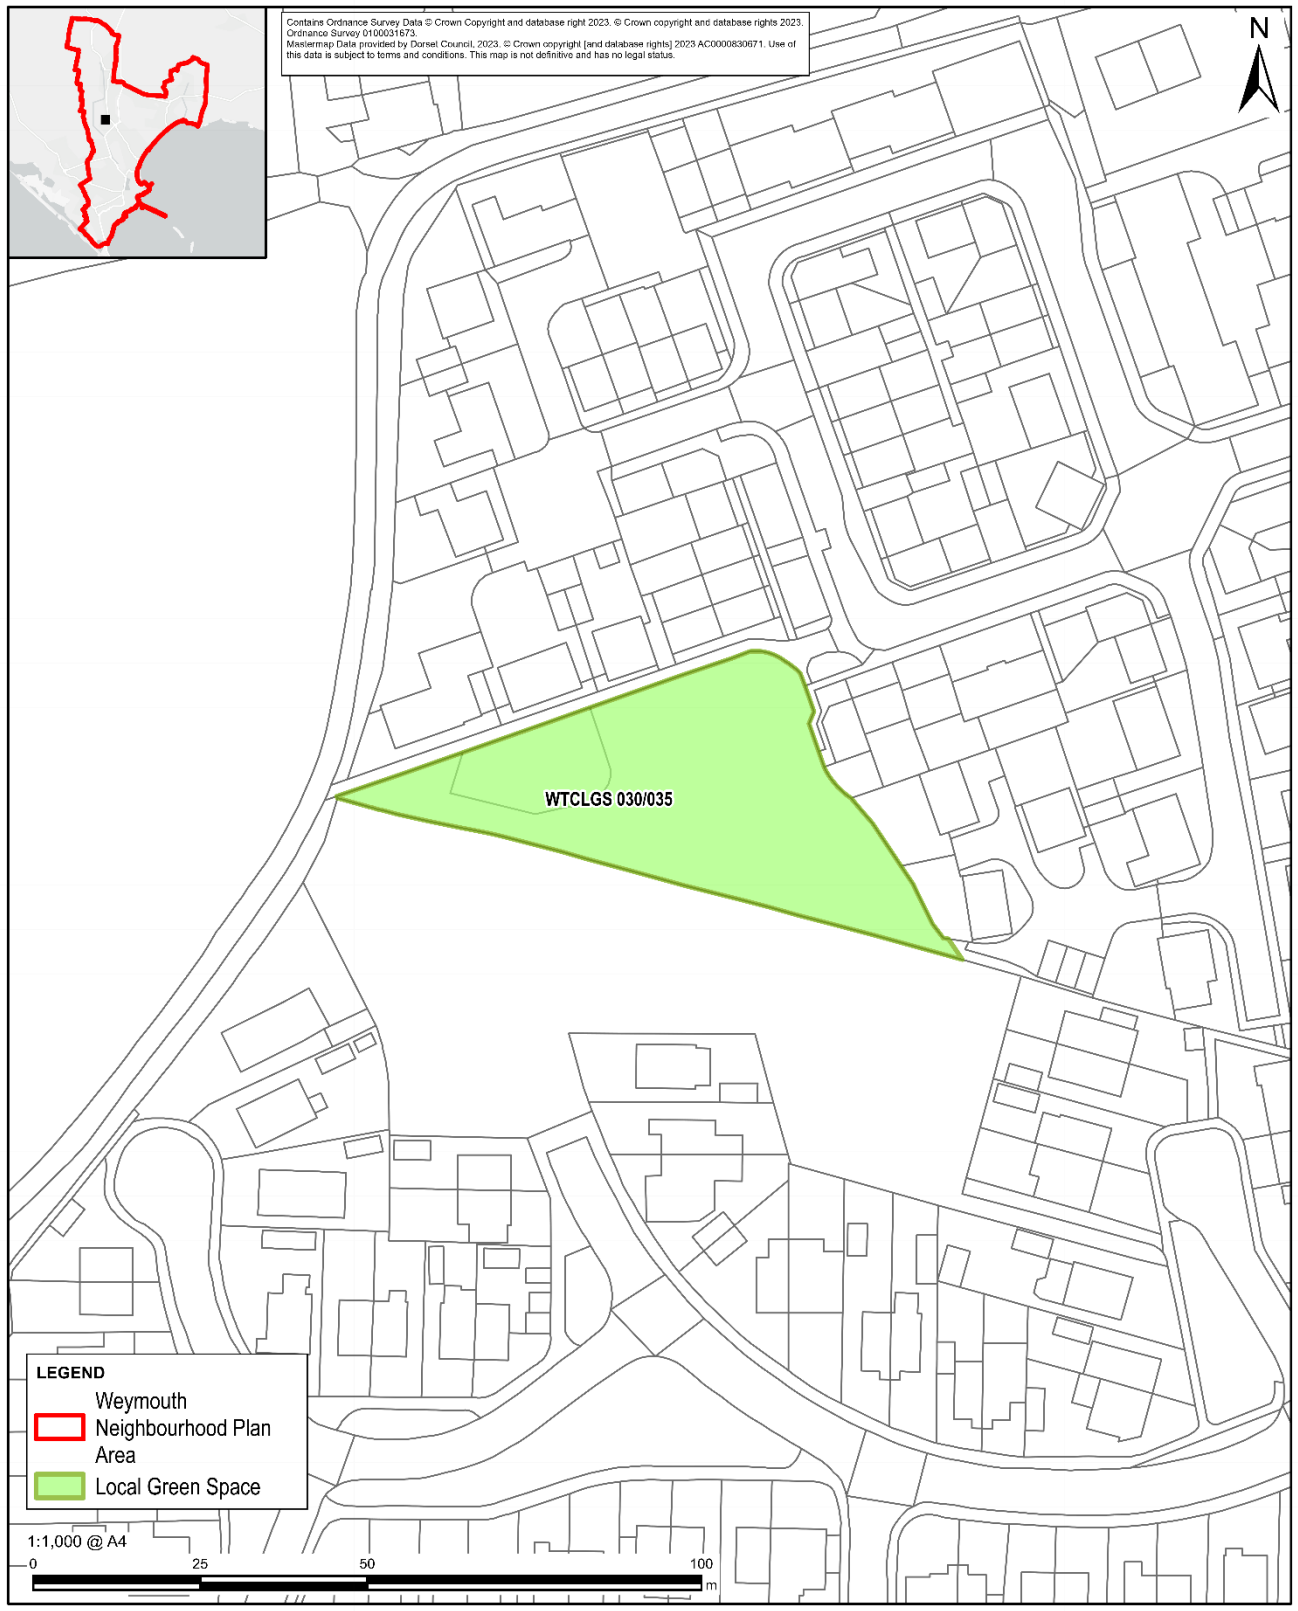 Contains Ordnance Survey Data © Crown Copyright and database right 2023. © Crown copyright and database rights 2023.
Ordnance Survey 0100031673.
Mastermap Data provided by Dorset Council, 2023. © Crown copyright [and database rights] 2023 AC0000830671. Use of
this data is subject to terms and conditions. This map is not definitive and has no legal status.
N
WTCLGS 030/035
LEGEND
Weymouth
Neighbourhood Plan
Area
Local Green Space
1:1,000 @ A4
0 25 50 100
m